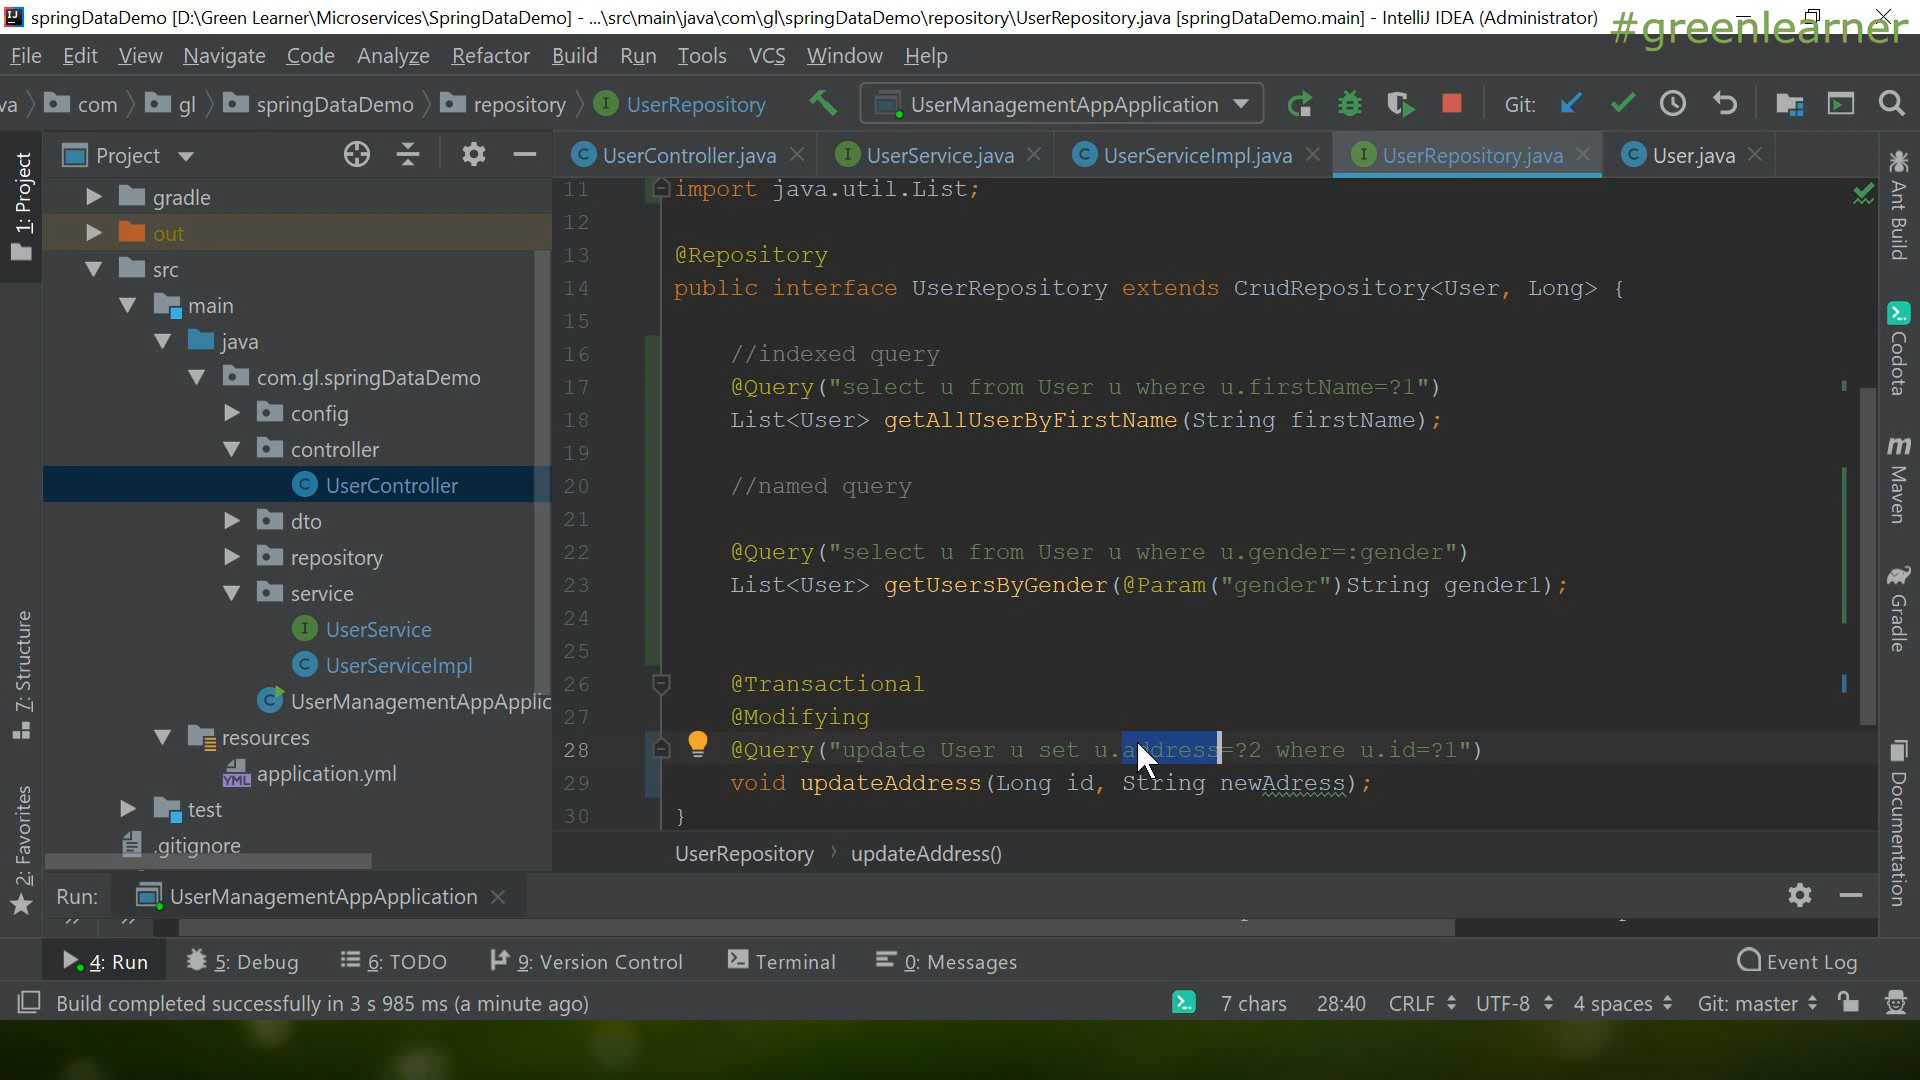 springDataDemo [D:\Green Learner\Microservices\SpringDataDemo] - ...\src\main\java\com\gl\springDataDemo\repository\UserRepository.java [springDataDemo.main] - IntelliJ IDEA (Administrator)
#greenlearner
File Edit View Navigate Code Analyze Refactor Build Run Tools VCS Window Help
va com gl springDataDemo repository UserRepository UserManagementAppApplication Git:
1: Project
Project
UserController.java UserService.java UserServiceImpl.java UserRepository.java User.java
gradle
out
src
main
java
com.gl.springDataDemo
config
controller
UserController
dto
repository
service
UserService
UserServiceImpl
UserManagementAppApplic
resources
YML application.yml
test
.gitignore
7: Structure
2: Favorites
11 import java.util.List;
12
13 @Repository
14 public interface UserRepository extends CrudRepository<User, Long> {
15
16 //indexed query
17 @Query("select u from User u where u.firstName=?1")
18 List<User> getAllUserByFirstName(String firstName);
19
20 //named query
21
22 @Query("select u from User u where u.gender=:gender")
23 List<User> getUsersByGender(@Param("gender")String gender1);
24
25
26 @Transactional
27 @Modifying
28 @Query("update User u set u.address=?2 where u.id=?1")
29 void updateAddress(Long id, String newAdress);
30 }
UserRepository updateAddress()
Ant Build
Codota
Maven
Gradle
Documentation
Run: UserManagementAppApplication
4: Run 5: Debug 6: TODO 9: Version Control Terminal 0: Messages Event Log
Build completed successfully in 3 s 985 ms (a minute ago) 7 chars 28:40 CRLF UTF-8 4 spaces Git: master